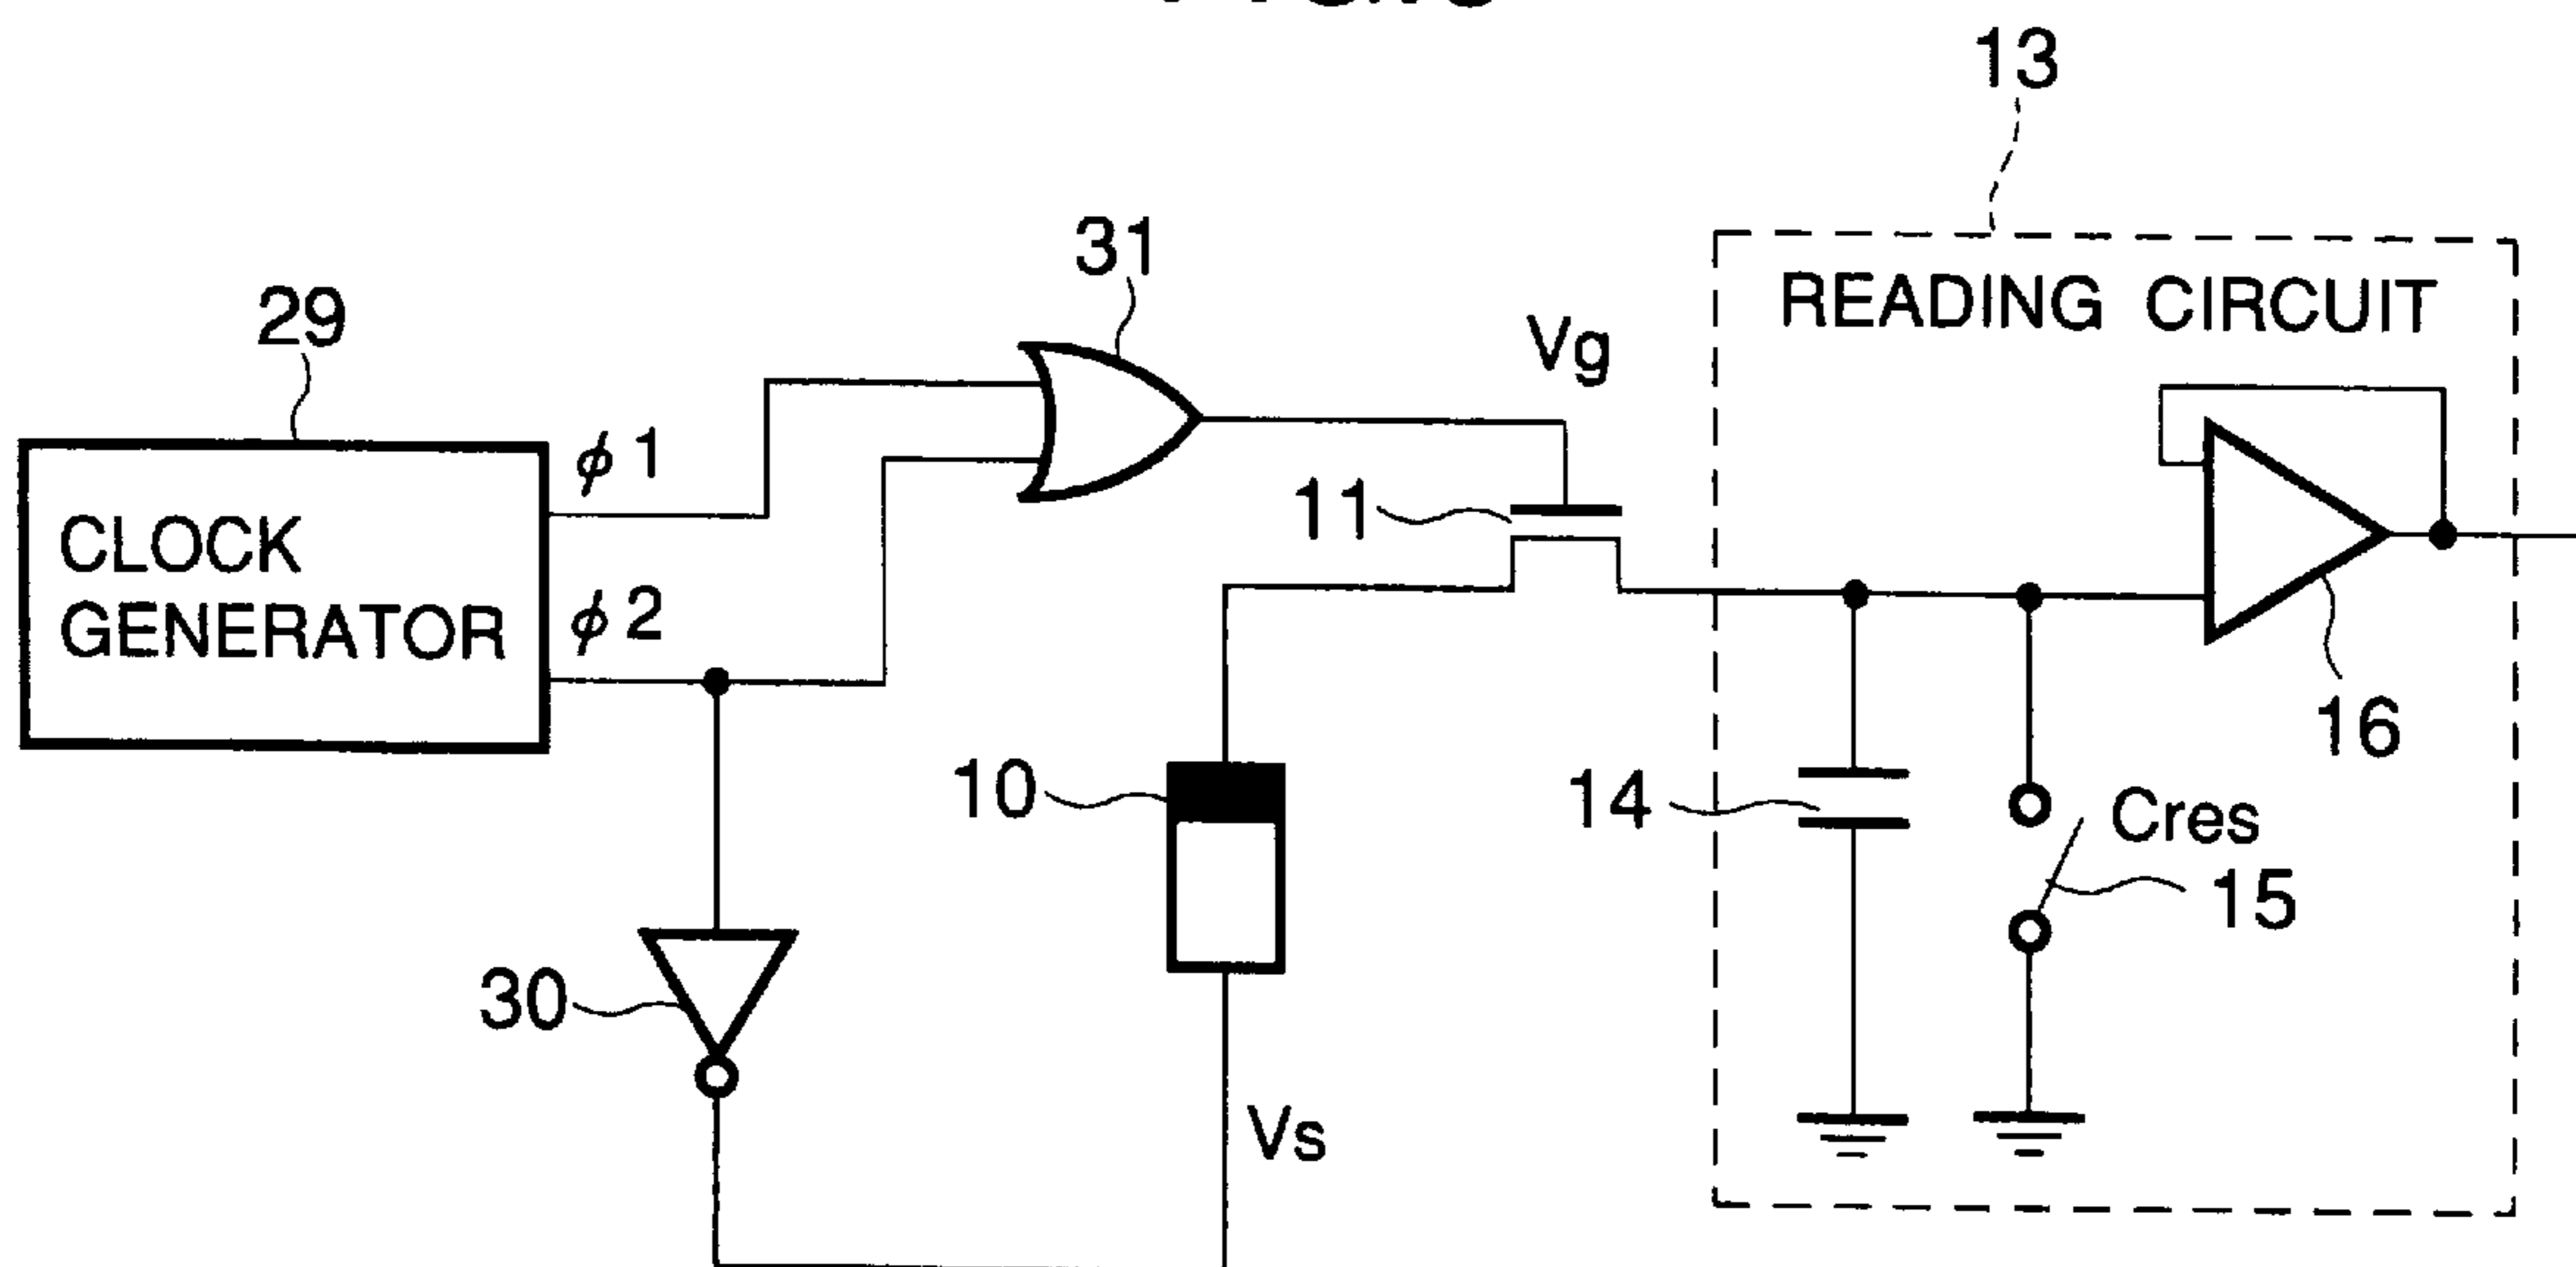 13
31
29
READING CIRCUIT
Vg
φ1
11
CLOCK
GENERATOR
φ2
16
10
14
Cres
15
30
Vs